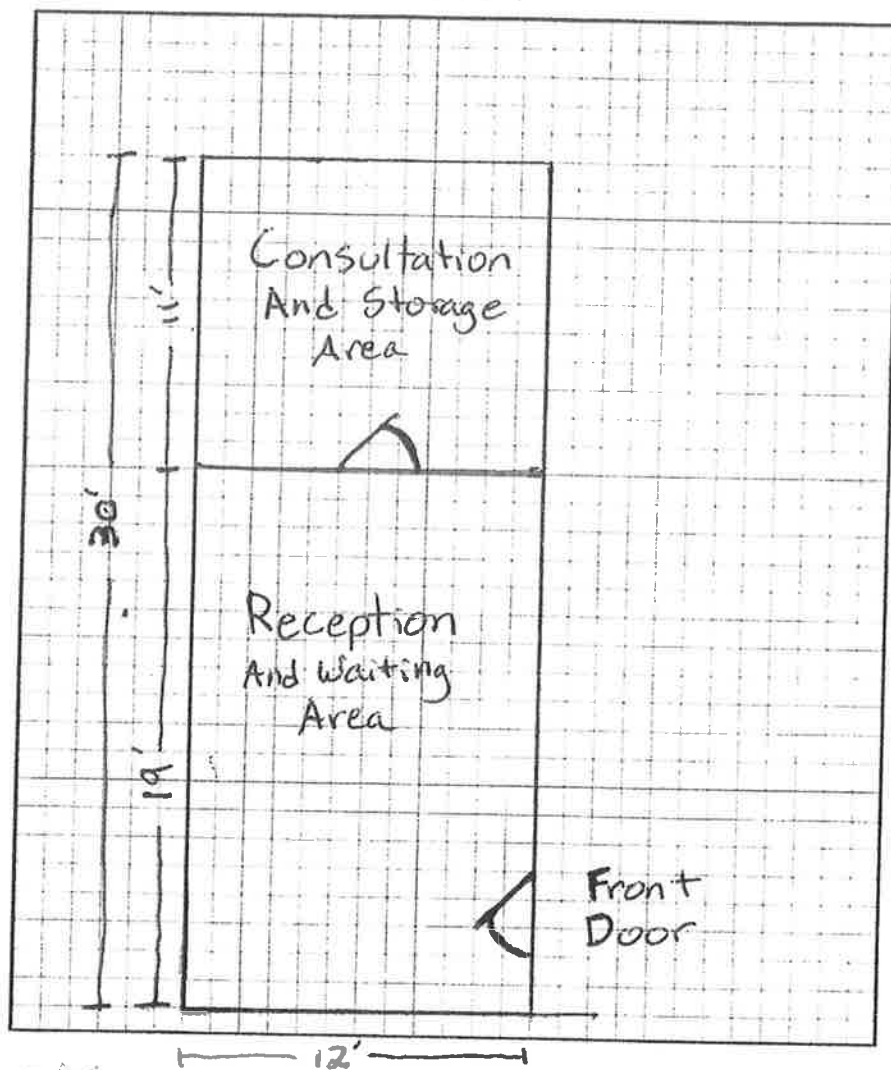 Consultation
And Storage
Area
11'
30'
Reception
And Waiting
Area
19'
Front
Door
12'